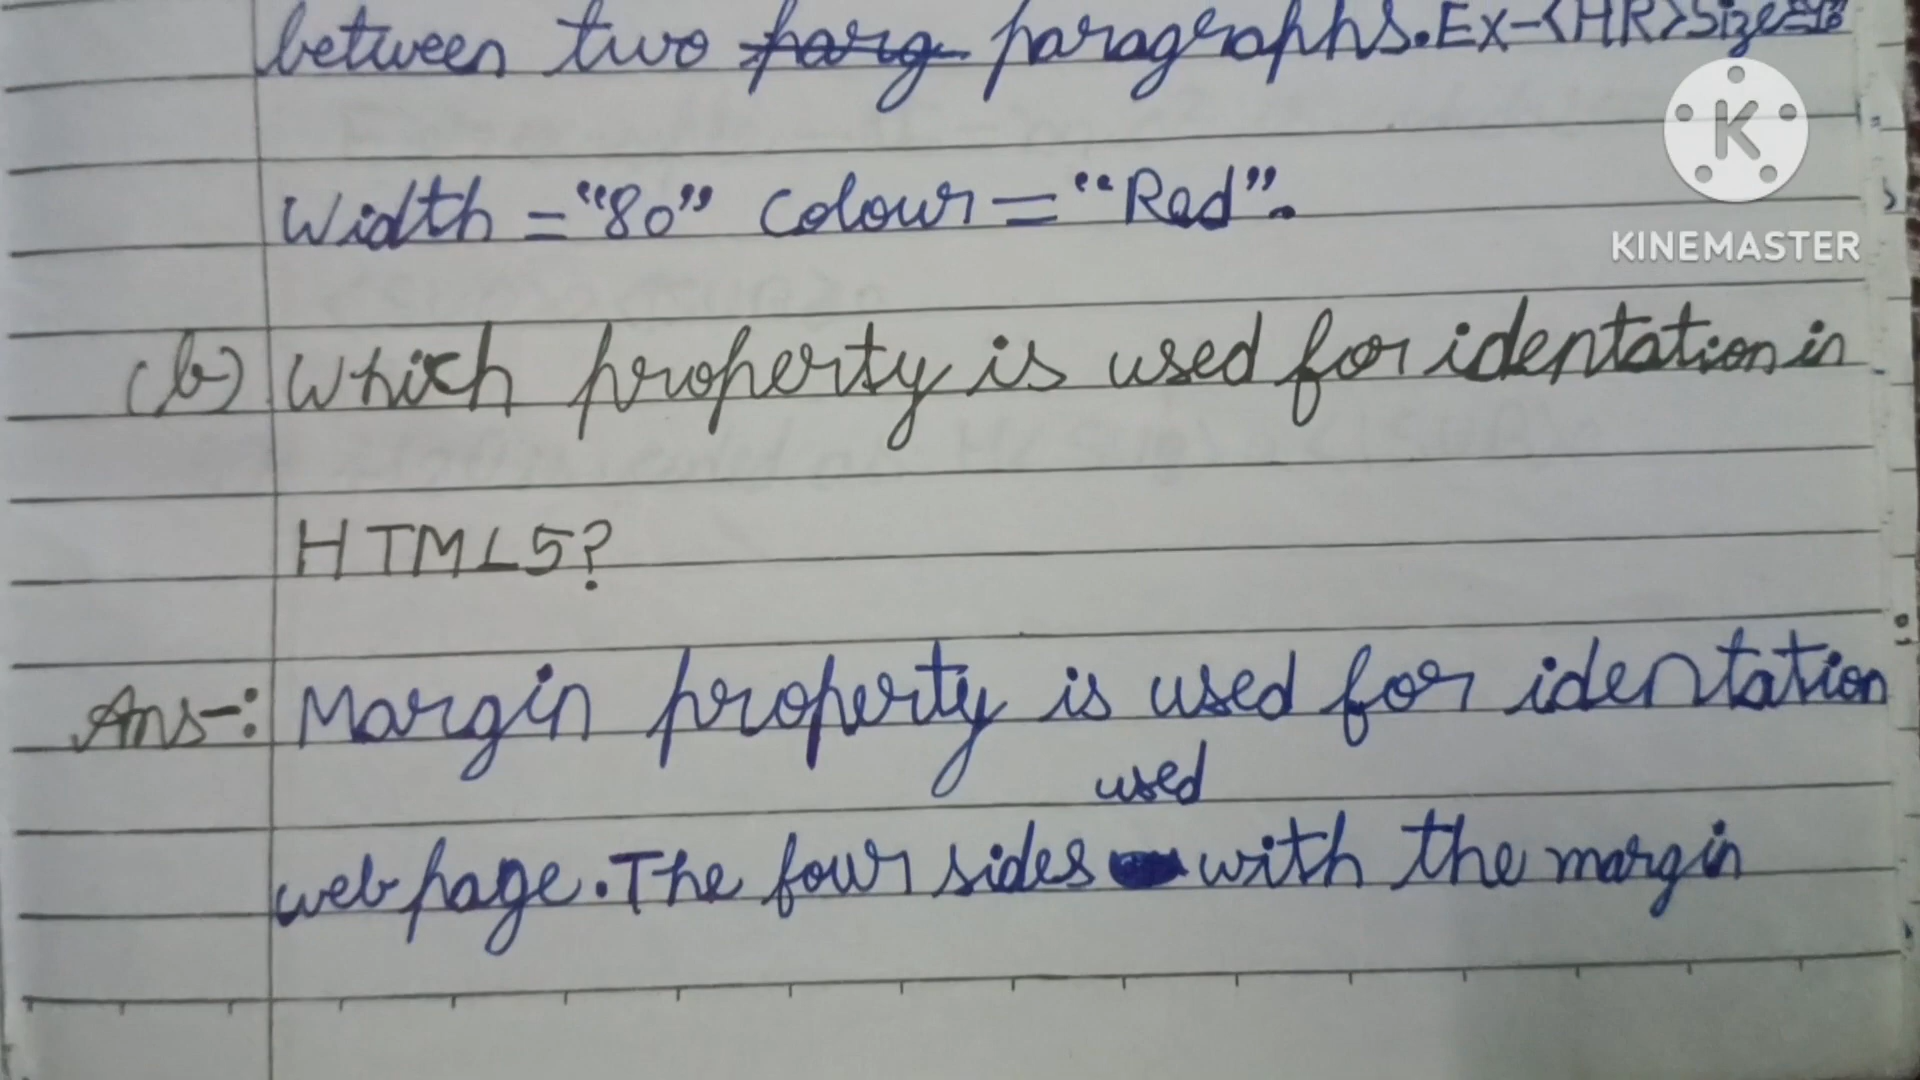 between two parg paragraphs.Ex-<HR>Size=10
Width = "80" Colour = "Red".
K
KINEMASTER
(b) Which property is used for identation in
HTML5?
Ans-: Margin property is used for identation
used
web page. The four sides with the margin